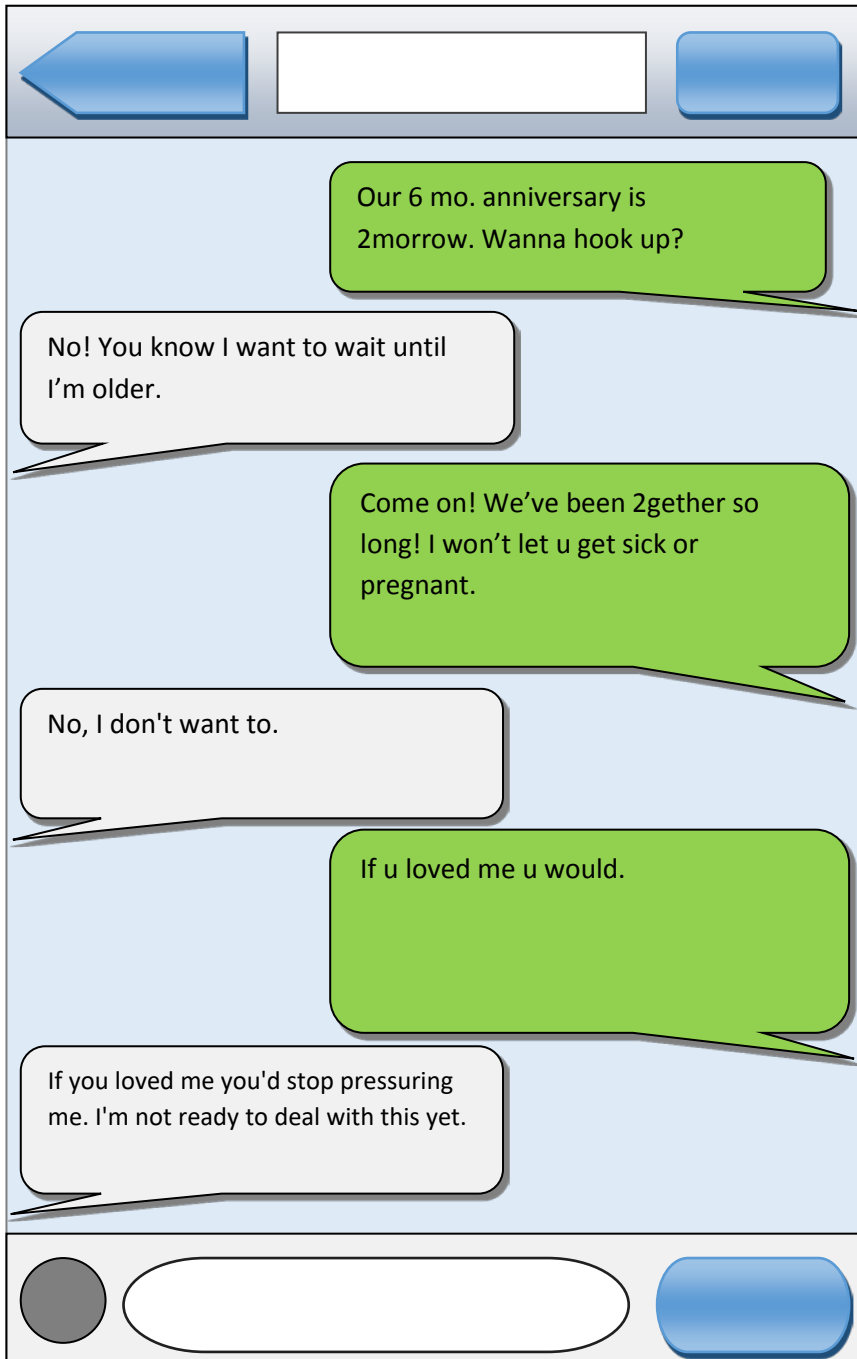 Our 6 mo. anniversary is
2morrow. Wanna hook up?
No! You know I want to wait until
I’m older.
Come on! We’ve been 2gether so
long! I won’t let u get sick or
pregnant.
No, I don't want to.
If u loved me u would.
If you loved me you'd stop pressuring
me. I'm not ready to deal with this yet.